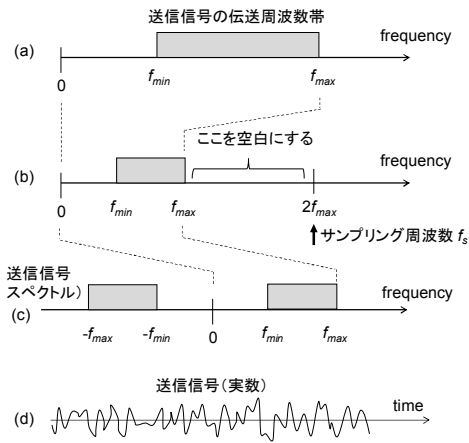 送信信号の伝送周波数帯
frequency
(a)
0
fmin
fmax
ここを空白にする
frequency
(b)
0
fmin
fmax
2fmax
サンプリング周波数 fs
送信信号
スペクトル)
frequency
(c)
-fmax
-fmin
0
fmin
fmax
送信信号(実数)
time
(d)